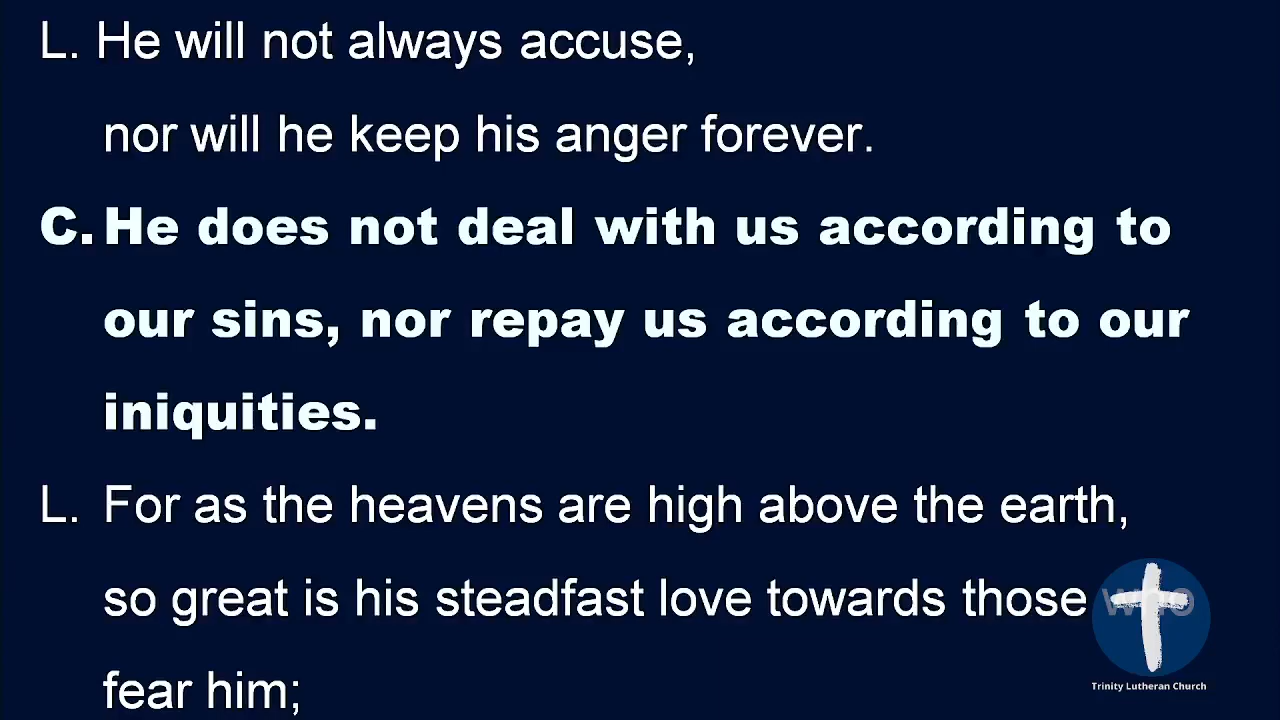 L. He will not always accuse,
nor will he keep his anger forever.
C. He does not deal with us according to
our sins, nor repay us according to our
iniquities.
L. For as the heavens are high above the earth,
so great is his steadfast love towards those who
fear him;
Trinity Lutheran Church